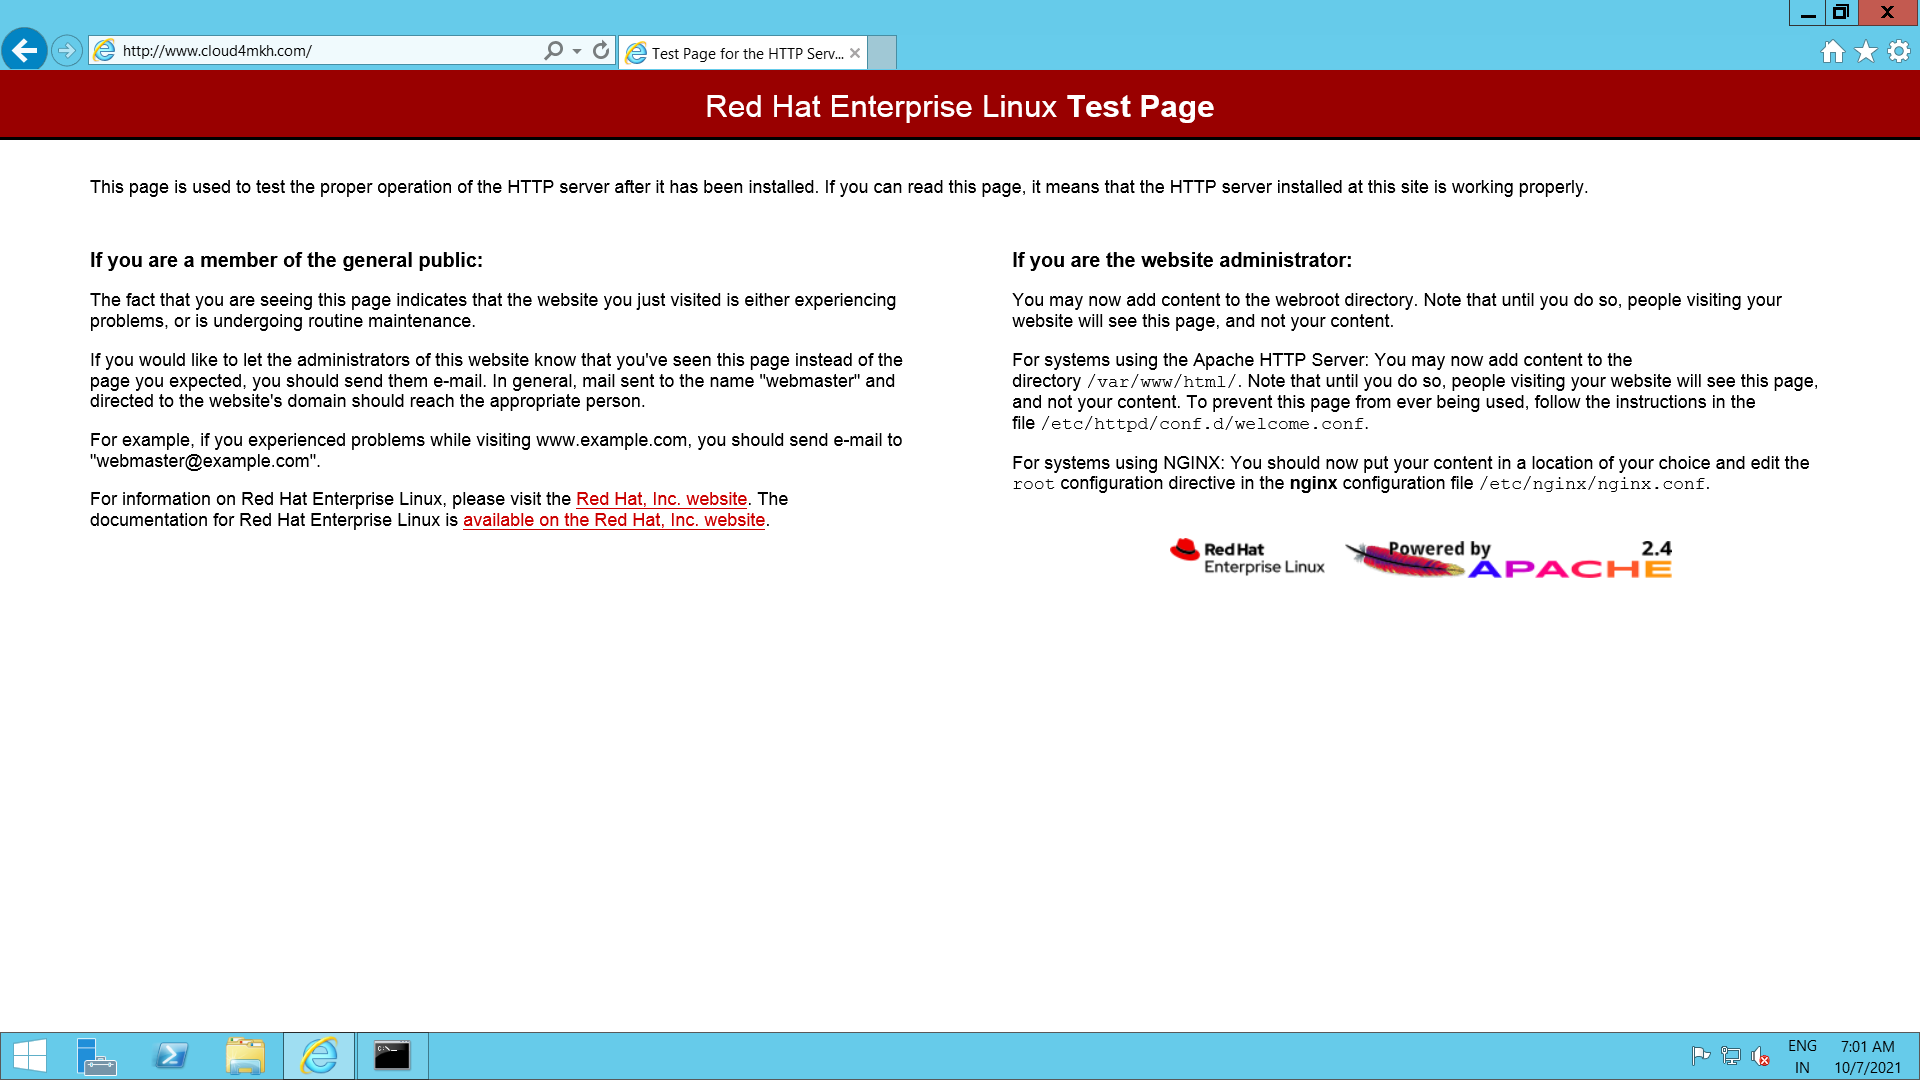 http://www.cloud4mkh.com/
Test Page for the HTTP Serv...
Red Hat Enterprise Linux Test Page
This page is used to test the proper operation of the HTTP server after it has been installed. If you can read this page, it means that the HTTP server installed at this site is working properly.
If you are a member of the general public:
The fact that you are seeing this page indicates that the website you just visited is either experiencing
problems, or is undergoing routine maintenance.
If you would like to let the administrators of this website know that you've seen this page instead of the
page you expected, you should send them e-mail. In general, mail sent to the name "webmaster" and
directed to the website's domain should reach the appropriate person.
For example, if you experienced problems while visiting www.example.com, you should send e-mail to
"webmaster@example.com".
For information on Red Hat Enterprise Linux, please visit the Red Hat, Inc. website. The
documentation for Red Hat Enterprise Linux is available on the Red Hat, Inc. website.
If you are the website administrator:
You may now add content to the webroot directory. Note that until you do so, people visiting your
website will see this page, and not your content.
For systems using the Apache HTTP Server: You may now add content to the
directory /var/www/html/. Note that until you do so, people visiting your website will see this page,
and not your content. To prevent this page from ever being used, follow the instructions in the
file /etc/httpd/conf.d/welcome.conf.
For systems using NGINX: You should now put your content in a location of your choice and edit the
root configuration directive in the nginx configuration file /etc/nginx/nginx.conf.
Red Hat
Enterprise Linux
Powered by 2.4
APACHE
ENG
IN
7:01 AM
10/7/2021